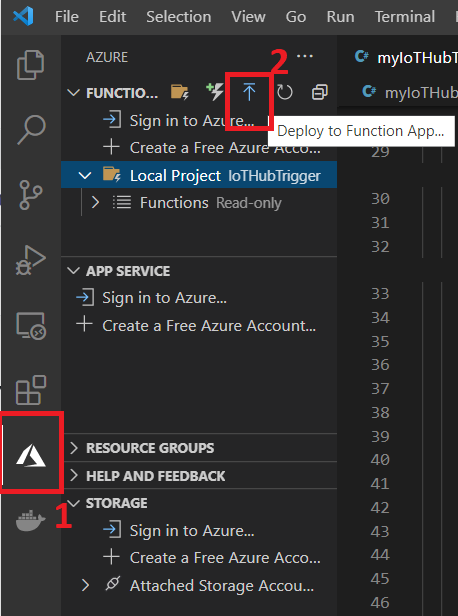 File Edit Selection View Go Run Terminal
AZURE
2
myIoTHub
FUNCTIO...
myIoTHub
Sign in to Azure...
Deploy to Function App...
Create a Free Azure Acco...
29
Local Project IoTHubTrigger
Functions Read-only
30
31
32
APP SERVICE
33
Sign in to Azure...
34
Create a Free Azure Account...
35
36
37
38
39
40
RESOURCE GROUPS
41
HELP AND FEEDBACK
42
STORAGE
1
43
Sign in to Azure...
44
Create a Free Azure Acco...
45
Attached Storage Accou...
46